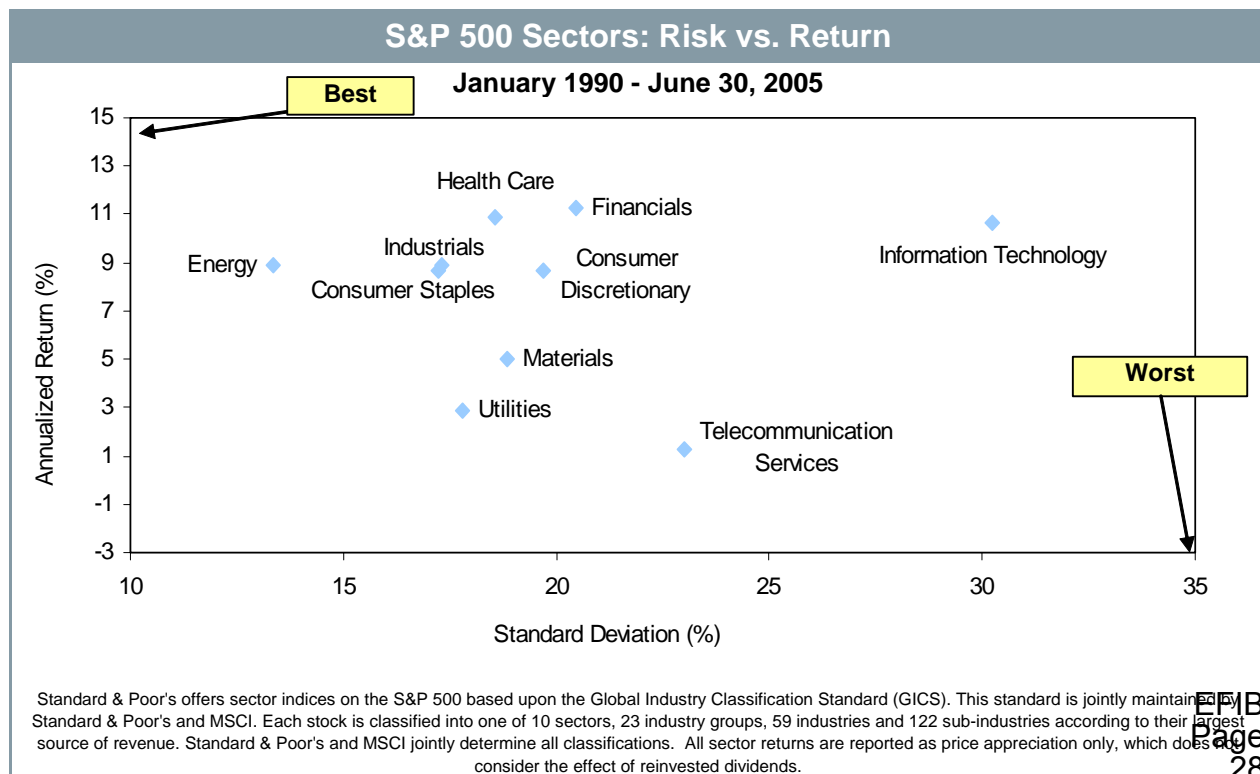 S&P 500 Sectors: Risk vs. Return
January 1990 - June 30, 2005
Best
15
13
11
9
7
5
3
1
-1
-3
Annualized Return (%)
Health Care
Financials
Information Technology
Energy
Industrials
Consumer Staples
Consumer
Discretionary
Materials
Worst
Utilities
Telecommunication
Services
10
15
20
25
30
35
Standard Deviation (%)
Standard & Poor's offers sector indices on the S&P 500 based upon the Global Industry Classification Standard (GICS). This standard is jointly maintained by
Standard & Poor's and MSCI. Each stock is classified into one of 10 sectors, 23 industry groups, 59 industries and 122 sub-industries according to their largest
source of revenue. Standard & Poor's and MSCI jointly determine all classifications. All sector returns are reported as price appreciation only, which does not
consider the effect of reinvested dividends.
EFIB
Page
28